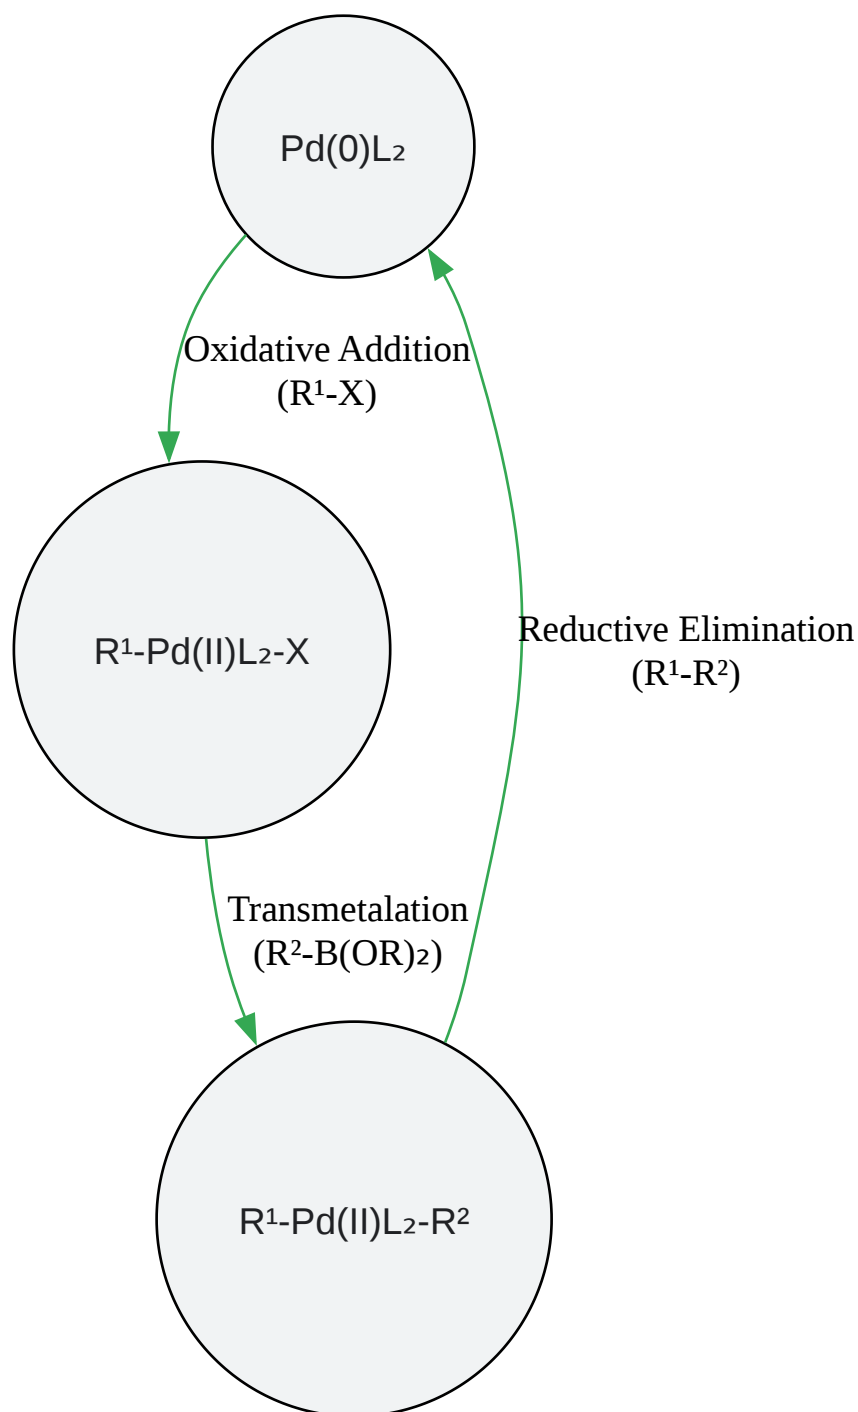 Pd(0)L₂
Oxidative Addition
(R¹-X)
R¹-Pd(II)L₂-X
Reductive Elimination
(R¹-R²)
Transmetalation
(R²-B(OR)₂)
R¹-Pd(II)L₂-R²